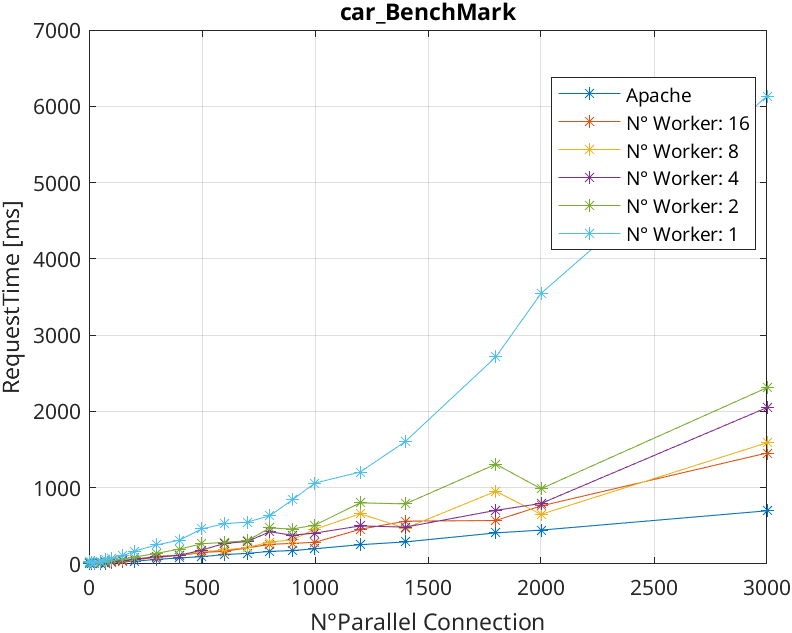 car_BenchMark
7000
6000
5000
4000
3000
2000
1000
0
RequestTime [ms]
Apache
N° Worker: 16
N° Worker: 8
N° Worker: 4
N° Worker: 2
N° Worker: 1
0 500 1000 1500 2000 2500 3000
N°Parallel Connection